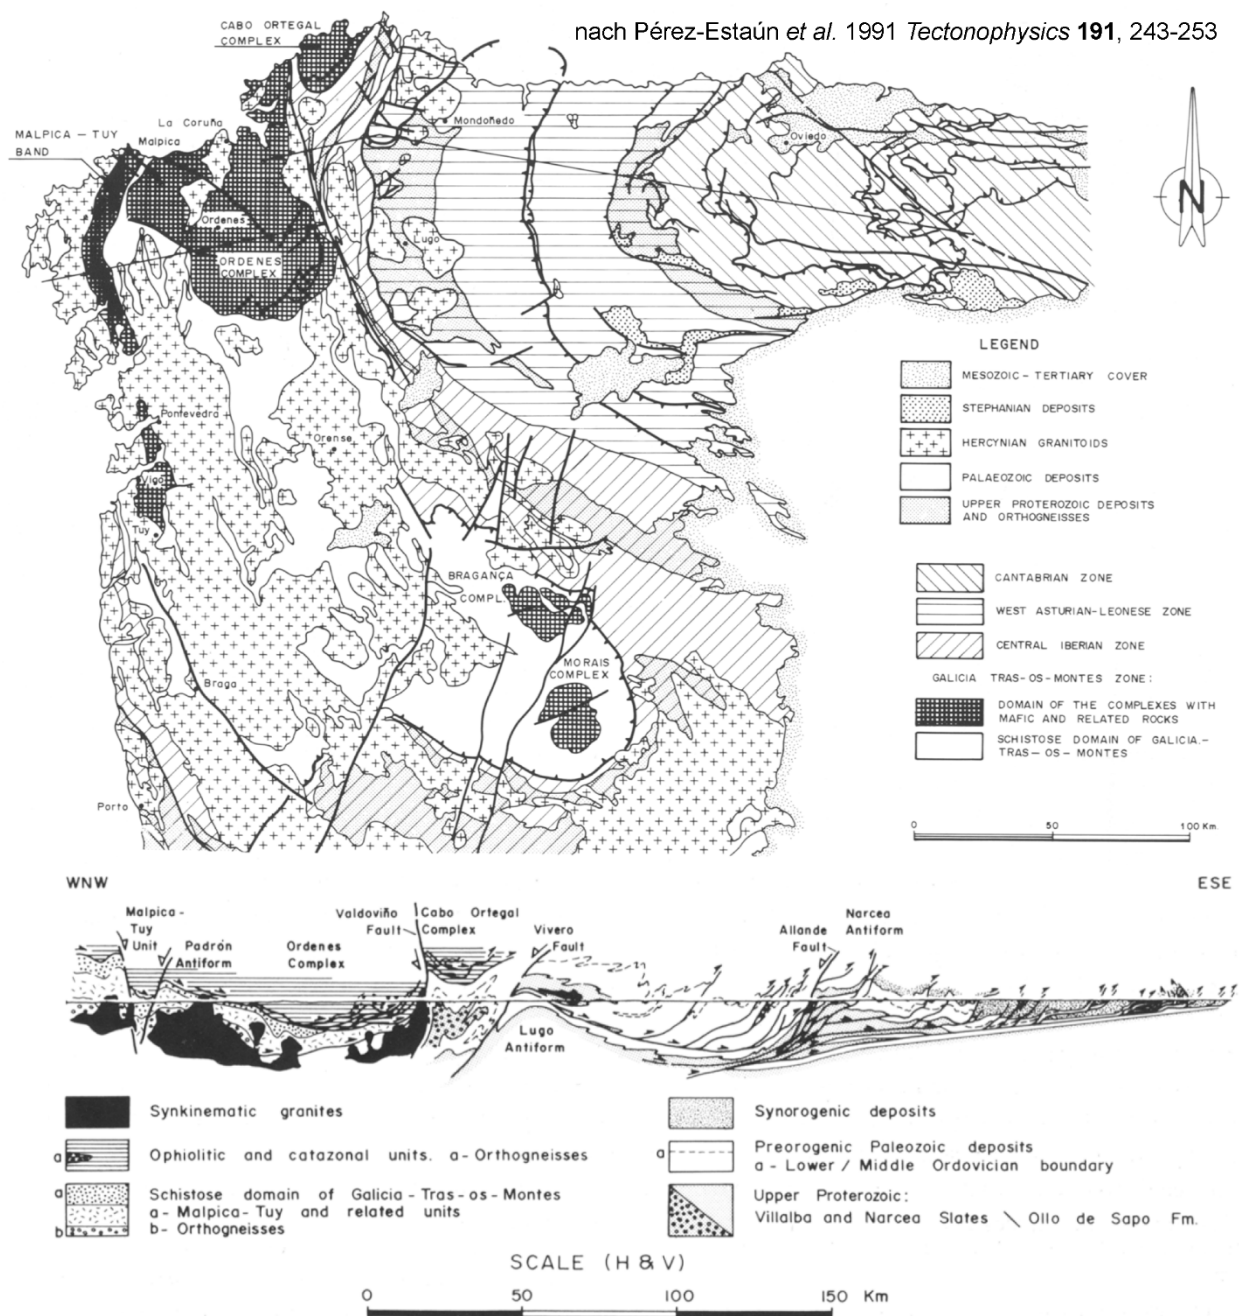 nach Pérez-Estaún et al. 1991 Tectonophysics 191, 243-253
CABO ORTEGAL
COMPLEX
La Coruña
MALPICA – TUY
BAND
Malpica
Mondoñedo
Oviedo
N
Ordenes
Lugo
ORDENES
COMPLEX
Pontevedra
Orense
Vigo
Tuy
BRAGANÇA
COMPL.
MORAIS
COMPLEX
Braga
Porto
LEGEND
MESOZOIC – TERTIARY COVER
STEPHANIAN DEPOSITS
HERCYNIAN GRANITOIDS
PALAEOZOIC DEPOSITS
UPPER PROTEROZOIC DEPOSITS
AND ORTHOGNEISSES
CANTABRIAN ZONE
WEST ASTURIAN–LEONESE ZONE
CENTRAL IBERIAN ZONE
GALICIA TRAS-OS-MONTES ZONE:
DOMAIN OF THE COMPLEXES WITH
MAFIC AND RELATED ROCKS
SCHISTOSE DOMAIN OF GALICIA.–
TRAS–OS–MONTES
0 50 100 Km.
WNW
ESE
Malpica -
Tuy
Unit
Padrón
Antiform
Ordenes
Complex
Valdoviño
Fault
Cabo Ortegal
Complex
Vivero
Fault
Allande
Fault
Narcea
Antiform
Lugo
Antiform
Synkinematic granites
a
Ophiolitic and catazonal units. a - Orthogneisses
a
b
Schistose domain of Galicia - Tras - os - Montes
a - Malpica - Tuy and related units
b - Orthogneisses
Synorogenic deposits
a
Preorogenic Paleozoic deposits
a - Lower / Middle Ordovician boundary
Upper Proterozoic:
Villalba and Narcea Slates \ Ollo de Sapo Fm.
SCALE (H & V)
0 50 100 150 Km